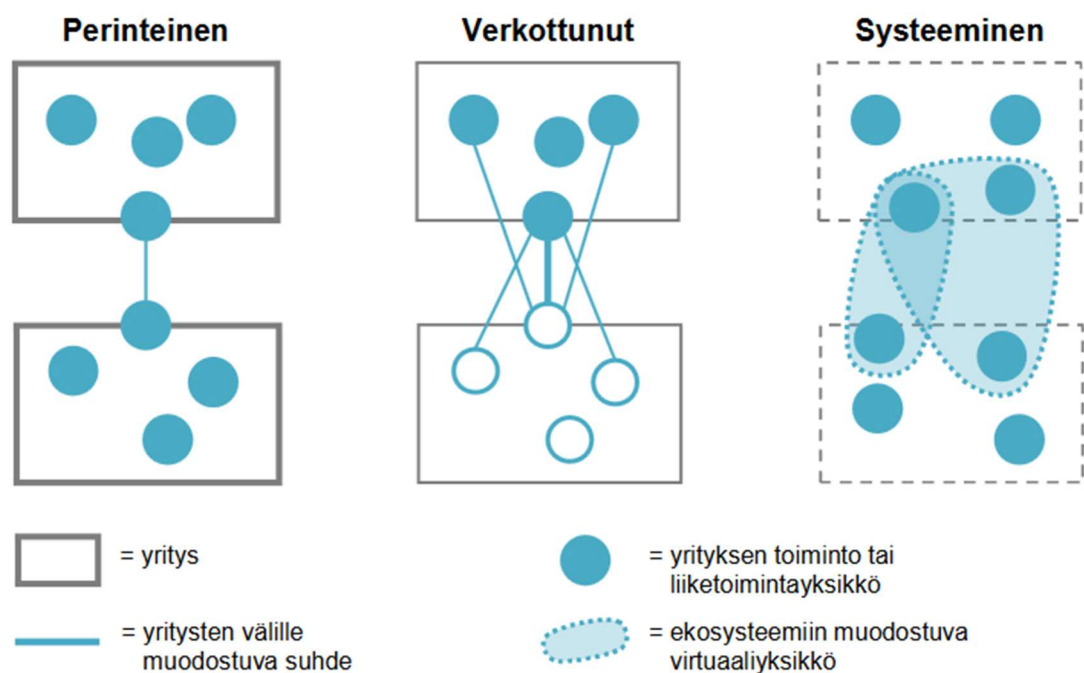 Perinteinen
Verkottunut
Systeeminen
= yritys
= yritysten välille
muodostuva suhde
= yrityksen toiminto tai
liiketoimintayksikkö
= ekosysteemiin muodostuva
virtuaaliyksikkö